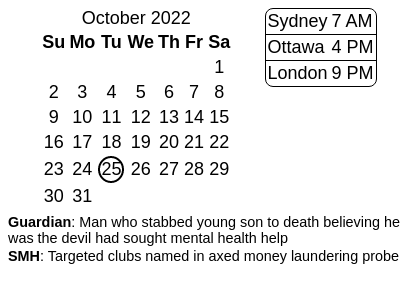 October 2022
Su Mo Tu We Th Fr Sa
1
2 3 4 5 6 7 8
9 10 11 12 13 14 15
16 17 18 19 20 21 22
23 24 25 26 27 28 29
30 31
Sydney 7 AM
Ottawa 4 PM
London 9 PM
Guardian: Man who stabbed young son to death believing he
was the devil had sought mental health help
SMH: Targeted clubs named in axed money laundering probe